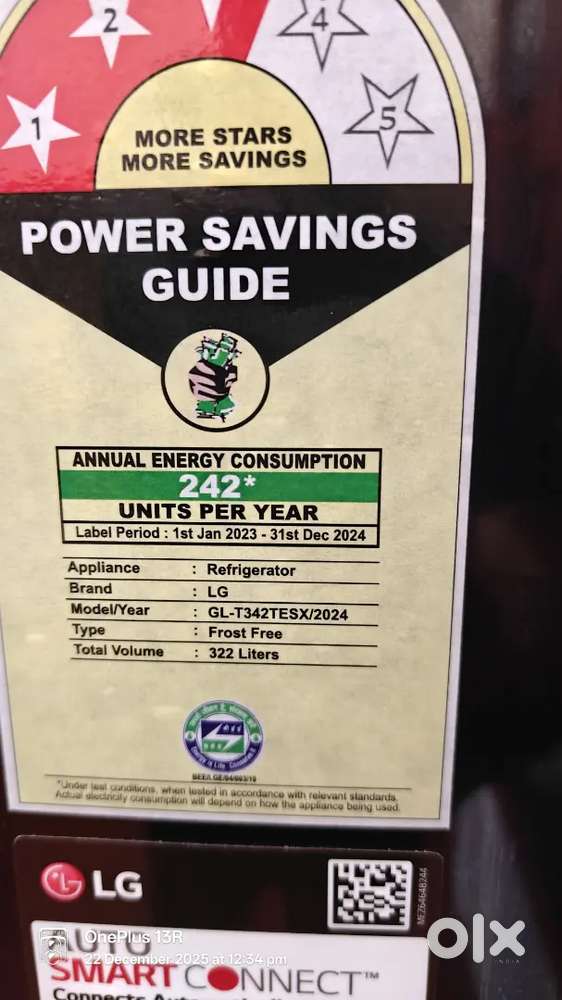 2
4
1
5
MORE STARS
MORE SAVINGS
POWER SAVINGS
GUIDE
ANNUAL ENERGY CONSUMPTION
242*
UNITS PER YEAR
Label Period : 1st Jan 2023 - 31st Dec 2024
Appliance : Refrigerator
Brand : LG
Model/Year : GL-T342TESX/2024
Type : Frost Free
Total Volume : 322 Liters
*Under test conditions, when tested in accordance with relevant standards.
Actual electricity consumption will depend on how the appliance being used.
LG
MEZ64648244
AUTO
OnePlus 13R
22 December 2025 at 12:34 pm
SMART CONNECT™
olx
INDIA